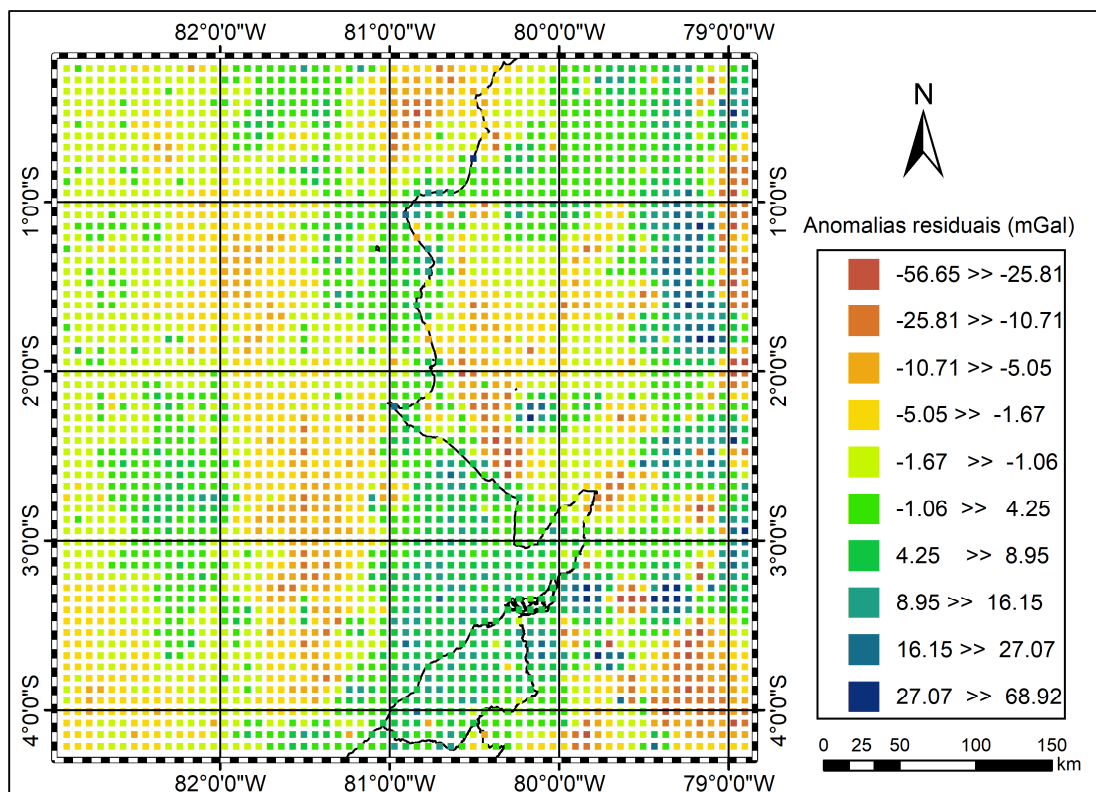 82°0'0"W 81°0'0"W 80°0'0"W 79°0'0"W
1°0'0"S
2°0'0"S
3°0'0"S
4°0'0"S
1°0'0"S
2°0'0"S
3°0'0"S
4°0'0"S
82°0'0"W 81°0'0"W 80°0'0"W 79°0'0"W
N
Anomalias residuais (mGal)
-56.65 >> -25.81
-25.81 >> -10.71
-10.71 >> -5.05
-5.05 >> -1.67
-1.67 >> -1.06
-1.06 >> 4.25
4.25 >> 8.95
8.95 >> 16.15
16.15 >> 27.07
27.07 >> 68.92
0 25 50 100 150
km